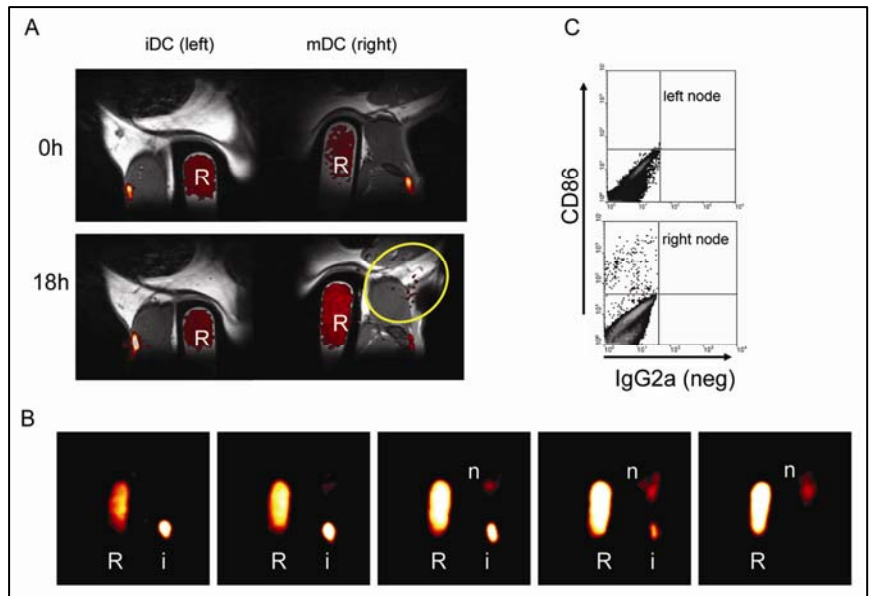 A
iDC (left) mDC (right)
0h
R R
18h
R R
C
CD86
left node
right node
IgG2a (neg)
B
n n n
R i R i R i R i R